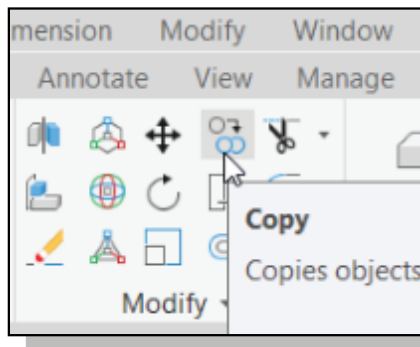 mension Modify Window
Annotate View Manage
Copy
Copies objects
Modify